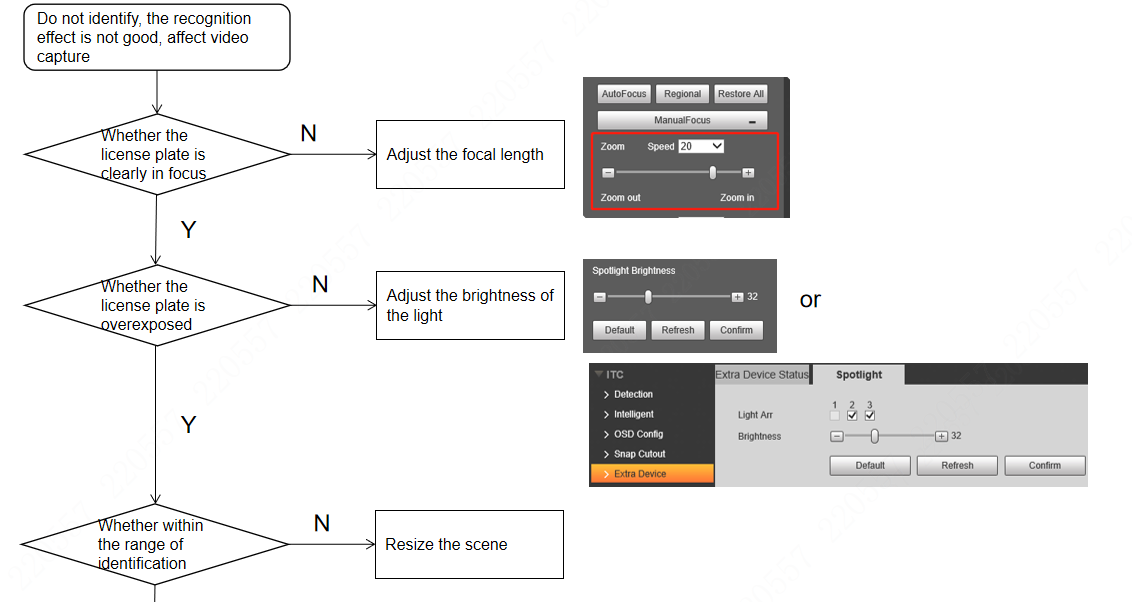 Do not identify, the recognition
effect is not good, affect video
capture
Whether the
license plate is
clearly in focus
N
Adjust the focal length
AutoFocus Regional Restore All
ManualFocus
Zoom Speed 20
Zoom out Zoom in
Y
Whether the
license plate is
overexposed
N
Adjust the brightness of
the light
Spotlight Brightness
32
Default Refresh Confirm
or
ITC
Detection
Intelligent
OSD Config
Snap Cutout
Extra Device
Extra Device Status Spotlight
1 2 3
Light Arr
Brightness 32
Default Refresh Confirm
Y
Whether within
the range of
identification
N
Resize the scene
220557